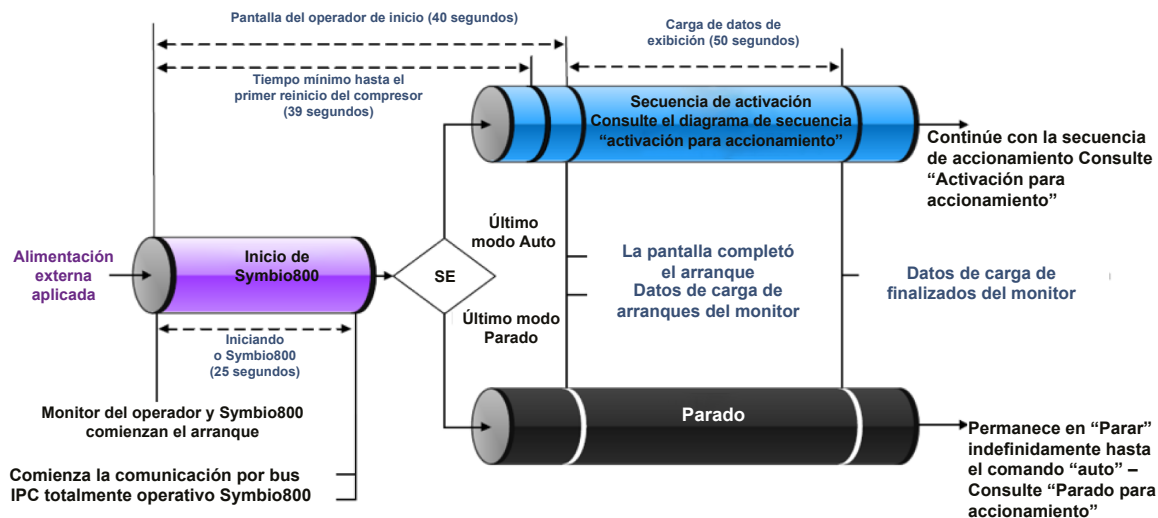 Pantalla del operador de inicio (40 segundos)
Carga de datos de
exibición (50 segundos)
Tiempo mínimo hasta el
primer reinicio del compresor
(39 segundos)
Secuencia de activación
Consulte el diagrama de secuencia
“activación para accionamiento”
Continúe con la secuencia
de accionamiento Consulte
“Activación para
accionamiento”
Alimentación
externa
aplicada
Inicio de
Symbio800
SE
Último
modo Auto
Último modo
Parado
La pantalla completó
el arranque
Datos de carga de
arranques del monitor
Datos de carga de
finalizados del monitor
Iniciando
o Symbio800
(25 segundos)
Monitor del operador y Symbio800
comienzan el arranque
Comienza la comunicación por bus
IPC totalmente operativo Symbio800
Parado
Permanece en “Parar”
indefinidamente hasta
el comando “auto” –
Consulte “Parado para
accionamiento”